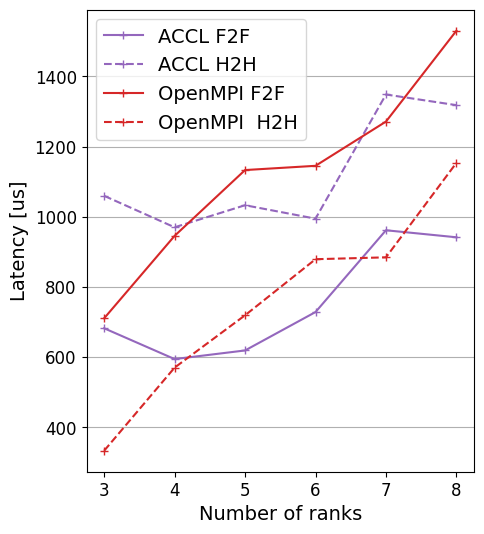 ACCL F2F
ACCL H2H
OpenMPI F2F
OpenMPI  H2H
Latency [us]
1400
1200
1000
800
600
400
3 4 5 6 7 8
Number of ranks